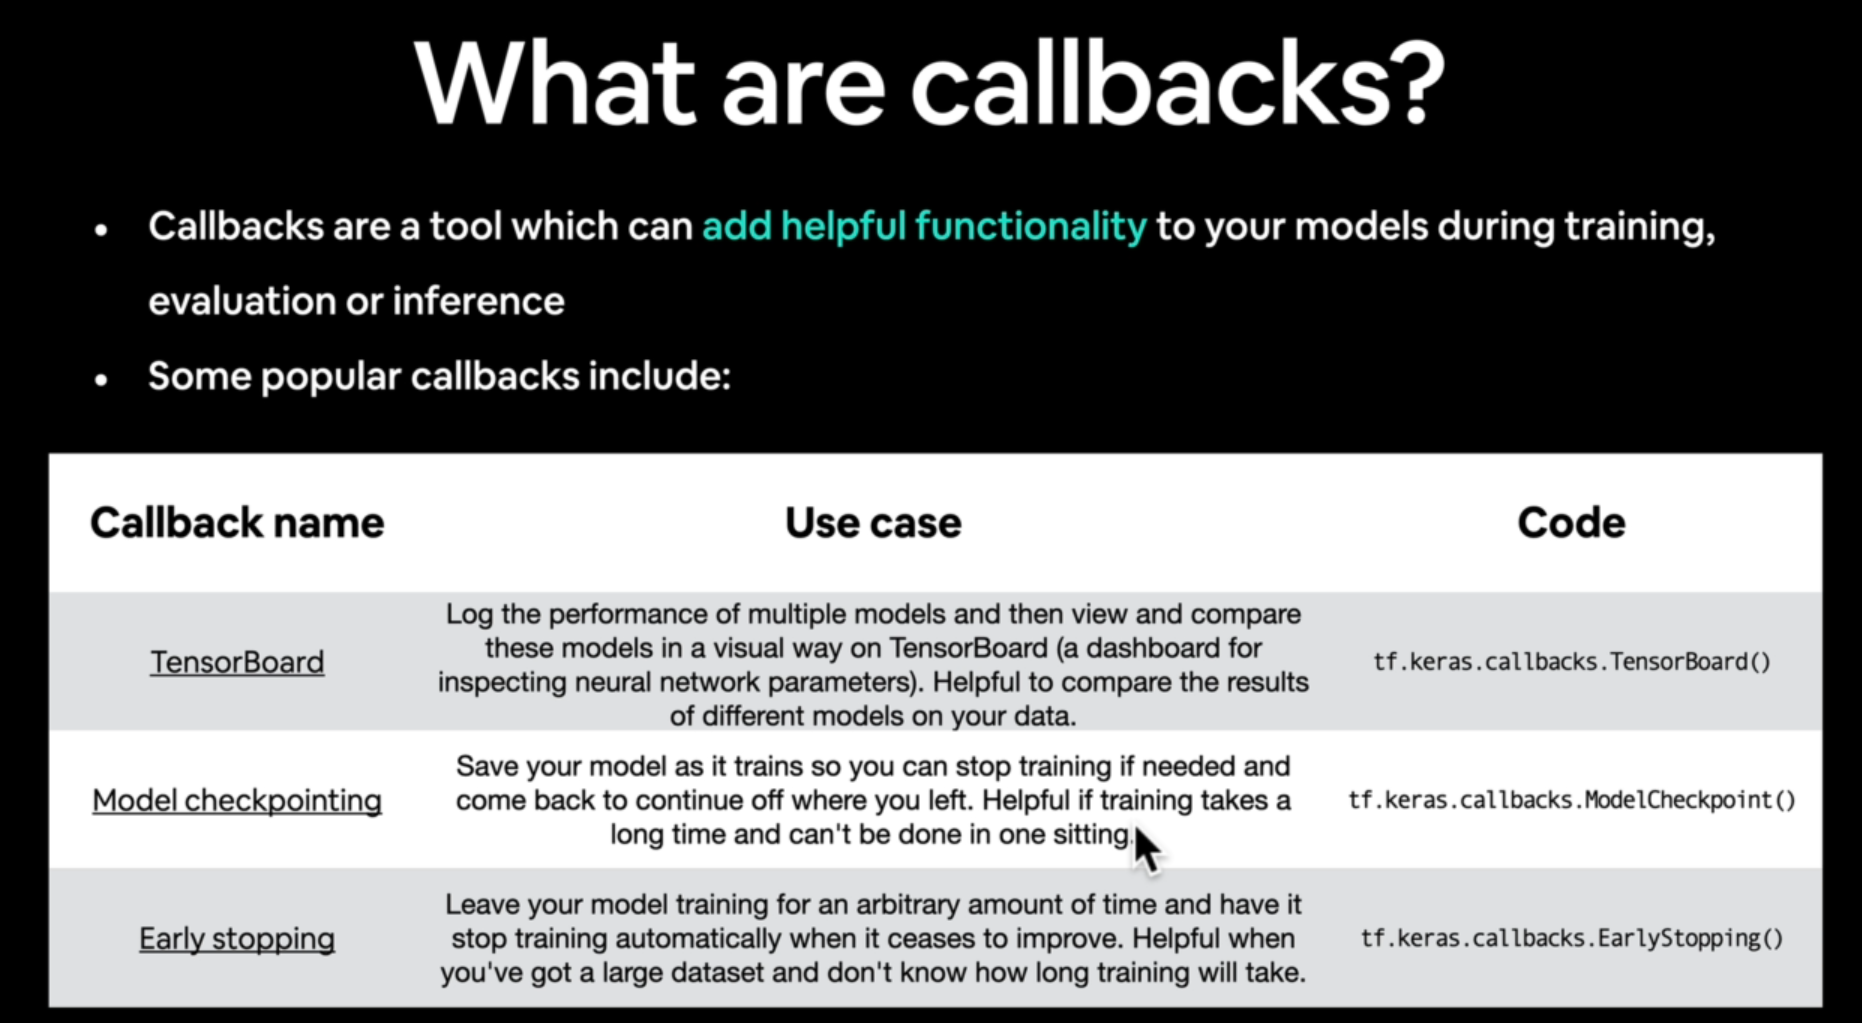 What are callbacks?
• Callbacks are a tool which can add helpful functionality to your models during training,
evaluation or inference
• Some popular callbacks include:
Callback name
Use case
Code
TensorBoard
Log the performance of multiple models and then view and compare
these models in a visual way on TensorBoard (a dashboard for
inspecting neural network parameters). Helpful to compare the results
of different models on your data.
tf.keras.callbacks.TensorBoard()
Model checkpointing
Save your model as it trains so you can stop training if needed and
come back to continue off where you left. Helpful if training takes a
long time and can't be done in one sitting.
tf.keras.callbacks.ModelCheckpoint()
Early stopping
Leave your model training for an arbitrary amount of time and have it
stop training automatically when it ceases to improve. Helpful when
you've got a large dataset and don't know how long training will take.
tf.keras.callbacks.EarlyStopping()